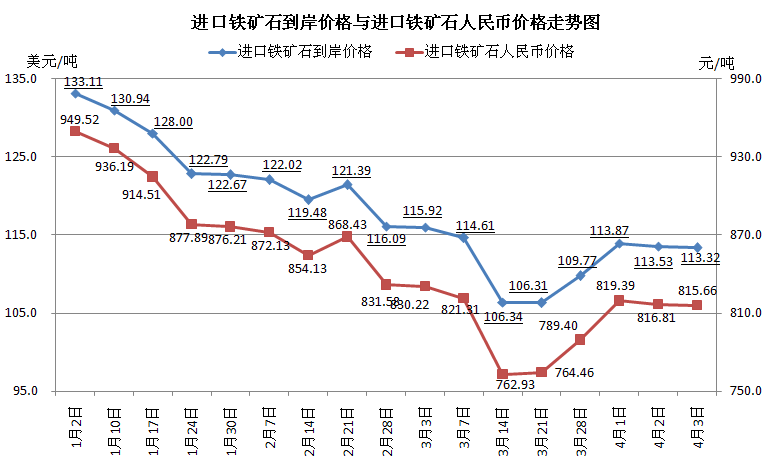 进口铁矿石到岸价格与进口铁矿石人民币价格走势图
进口铁矿石到岸价格 进口铁矿石人民币价格
美元/吨 元/吨
135.0 990.0
133.11
130.94
128.00
949.52
936.19
125.0 930.0
122.79
122.67
122.02
121.39
914.51
119.48
868.43
116.09
115.92
114.61
113.87
113.53
113.32
115.0 870.0
877.89
876.21
872.13
854.13
109.77
106.34
106.31
831.58
830.22
821.31
819.39
816.81
815.66
105.0 810.0
789.40
764.46
762.93
95.0 750.0
1月2日
1月10日
1月17日
1月24日
1月30日
2月7日
2月14日
2月21日
2月28日
3月3日
3月7日
3月14日
3月21日
3月28日
4月1日
4月2日
4月3日